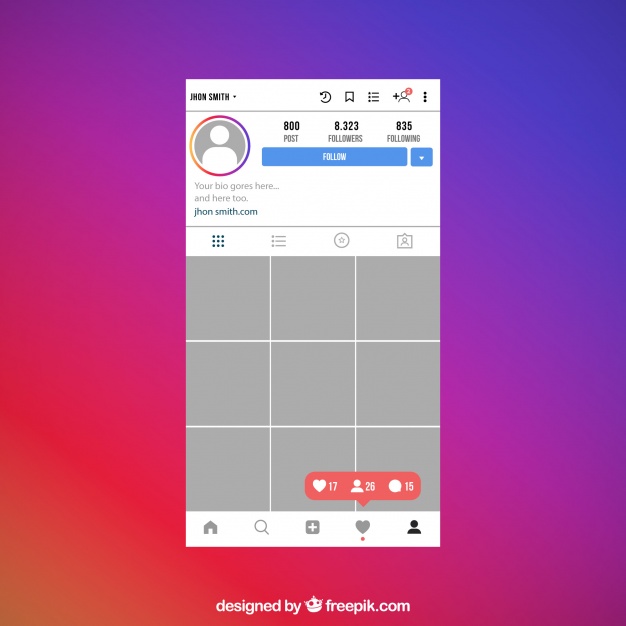 JHON SMITH
3
800 8.323 835
POST FOLLOWERS FOLLOWING
FOLLOW
Your bio gores here...
and here too.
jhon smith.com
17 26 15
designed by freepik.com